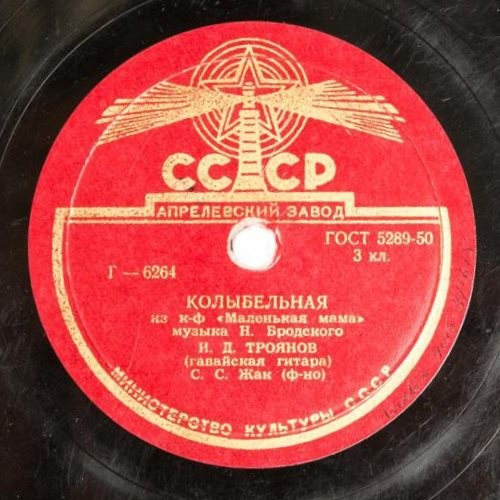 СССР
АПРЕЛЕВСКИЙ ЗАВОД
ГОСТ 5289-50
3 кл.
Г — 6264
КОЛЫБЕЛЬНАЯ
из к-ф «Маленькая мама»
музыка Н. Бродского
И. Д. ТРОЯНОВ
(гавайская гитара)
С. С. Жак (ф-но)
МИНИСТЕРСТВО КУЛЬТУРЫ СССР